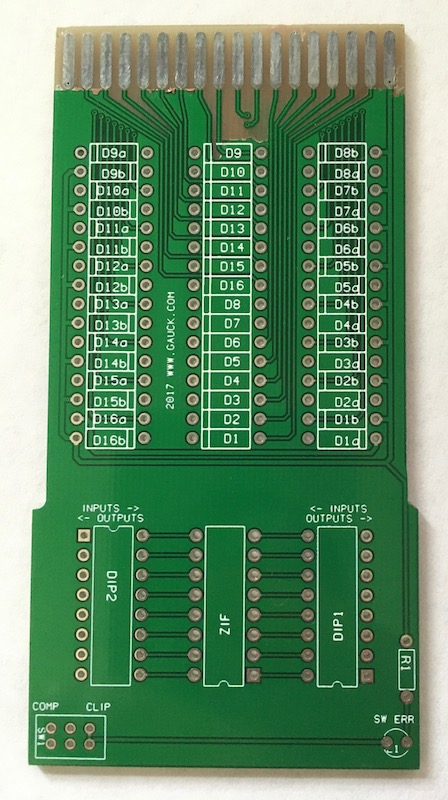 D9a
D9b
D10a
D10b
D11a
D11b
D12a
D12b
D13a
D13b
D14a
D14b
D15a
D15b
D16a
D16b
2017 WWW.GAUCK.COM
D9
D10
D11
D12
D13
D14
D15
D16
D8
D7
D6
D5
D4
D3
D2
D1
D8b
D8a
D7b
D7a
D6b
D6a
D5b
D5a
D4b
D4a
D3b
D3a
D2b
D2a
D1b
D1a
INPUTS ->
<- OUTPUTS
DIP2
ZIF
<- INPUTS
OUTPUTS ->
DIP1
R1
COMP CLIP
SW1
SW ERR
1